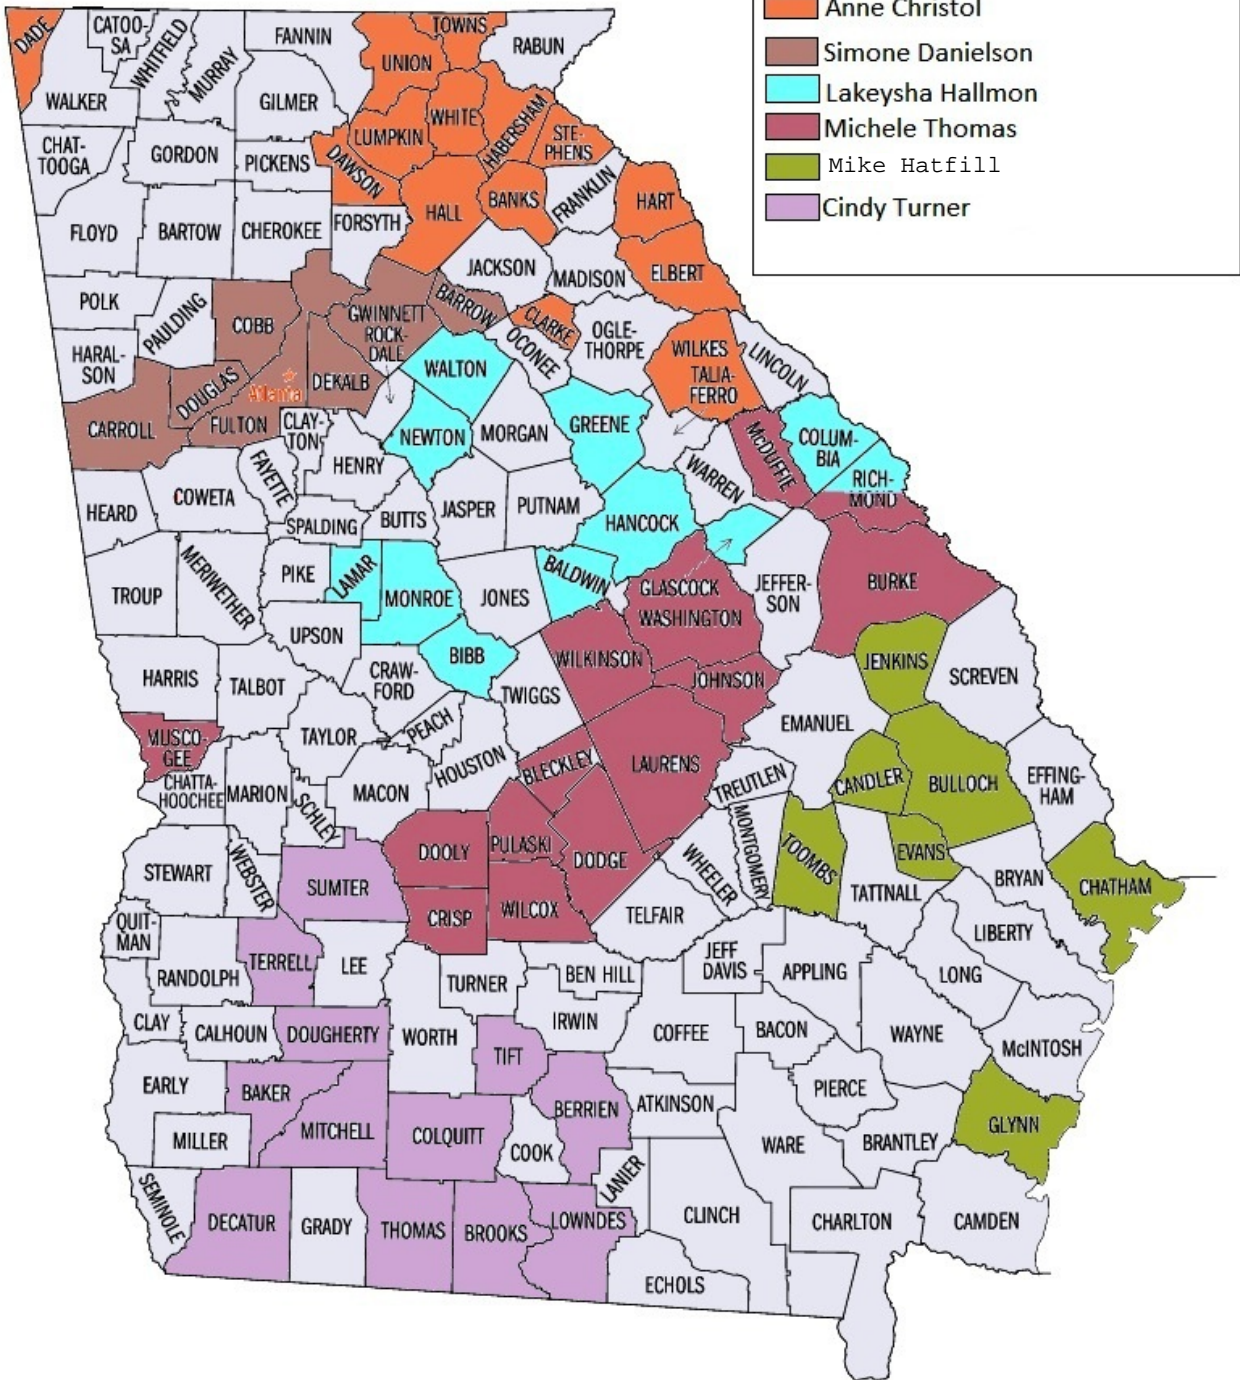 Anne Christol
Simone Danielson
Lakeysha Hallmon
Michele Thomas
Mike Hatfill
Cindy Turner
DADE
CATOO-
SA
WHITFIELD
MURRAY
FANNIN
TOWNS
UNION
RABUN
WALKER
GILMER
LUMPKIN
WHITE
HABERSHAM
STE-
PHENS
CHAT-
TOOGA
GORDON
PICKENS
DAWSON
BANKS
FRANKLIN
HART
FLOYD
BARTOW
CHEROKEE
FORSYTH
HALL
JACKSON
MADISON
ELBERT
POLK
PAULDING
COBB
GWINNETT
BARROW
CLARKE
OCONEE
OGLE-
THORPE
WILKES
LINCOLN
HARAL-
SON
DOUGLAS
Atlanta
DEKALB
ROCK-
DALE
WALTON
TALIA-
FERRO
CARROLL
FULTON
CLAY-
TON
NEWTON
MORGAN
GREENE
McDUFFIE
COLUM-
BIA
FAYETTE
HENRY
WARREN
RICH-
MOND
HEARD
COWETA
SPALDING
BUTTS
JASPER
PUTNAM
HANCOCK
TROUP
MERIWETHER
PIKE
LAMAR
MONROE
JONES
BALDWIN
GLASCOCK
WASHINGTON
JEFFER-
SON
BURKE
UPSON
BIBB
WILKINSON
JOHNSON
JENKINS
SCREVEN
HARRIS
TALBOT
CRAW-
FORD
TWIGGS
EMANUEL
MUSCO-
GEE
TAYLOR
PEACH
HOUSTON
BLECKLEY
LAURENS
TREUTLEN
CANDLER
BULLOCH
EFFING-
HAM
CHATTA-
HOOCHEE
MARION
SCHLEY
MACON
DOOLY
PULASKI
DODGE
WHEELER
MONTGOMERY
TOOMBS
EVANS
STEWART
WEBSTER
SUMTER
CRISP
WILCOX
TELFAIR
TATTNALL
BRYAN
CHATHAM
QUIT-
MAN
RANDOLPH
TERRELL
LEE
TURNER
BEN HILL
JEFF
DAVIS
APPLING
LONG
LIBERTY
CLAY
CALHOUN
DOUGHERTY
WORTH
TIFT
IRWIN
COFFEE
BACON
WAYNE
McINTOSH
EARLY
BAKER
MITCHELL
COLQUITT
BERRIEN
ATKINSON
PIERCE
GLYNN
MILLER
COOK
WARE
BRANTLEY
SEMINOLE
DECATUR
GRADY
THOMAS
BROOKS
LOWNDES
LANIER
CLINCH
CHARLTON
CAMDEN
ECHOLS